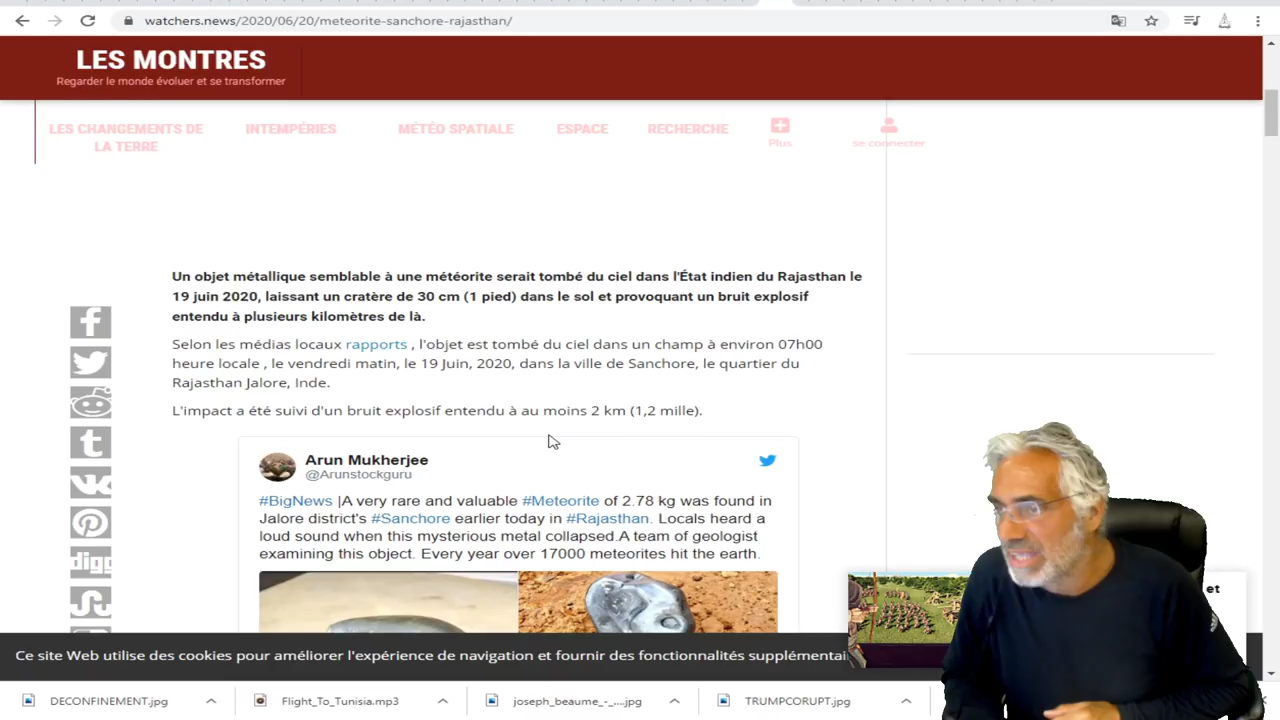 watchers.news/2020/06/20/meteorite-sanchore-rajasthan/
LES MONTRES
Regarder le monde évoluer et se transformer
LES CHANGEMENTS DE
LA TERRE
INTEMPÉRIES
MÉTÉO SPATIALE
ESPACE
RECHERCHE
Plus
se connecter
Un objet métallique semblable à une météorite serait tombé du ciel dans l'État indien du Rajasthan le
19 juin 2020, laissant un cratère de 30 cm (1 pied) dans le sol et provoquant un bruit explosif
entendu à plusieurs kilomètres de là.
Selon les médias locaux rapports , l'objet est tombé du ciel dans un champ à environ 07h00
heure locale , le vendredi matin, le 19 Juin, 2020, dans la ville de Sanchore, le quartier du
Rajasthan Jalore, Inde.
L'impact a été suivi d'un bruit explosif entendu à au moins 2 km (1,2 mille).
Arun Mukherjee
@Arunstockguru
#BigNews |A very rare and valuable #Meteorite of 2.78 kg was found in
Jalore district's #Sanchore earlier today in #Rajasthan. Locals heard a
loud sound when this mysterious metal collapsed.A team of geologist
examining this object. Every year over 17000 meteorites hit the earth.
digg
et
Ce site Web utilise des cookies pour améliorer l'expérience de navigation et fournir des fonctionnalités supplémentai
DECONFINEMENT.jpg
Flight_To_Tunisia.mp3
joseph_beaume_-_....jpg
TRUMPCORUPT.jpg